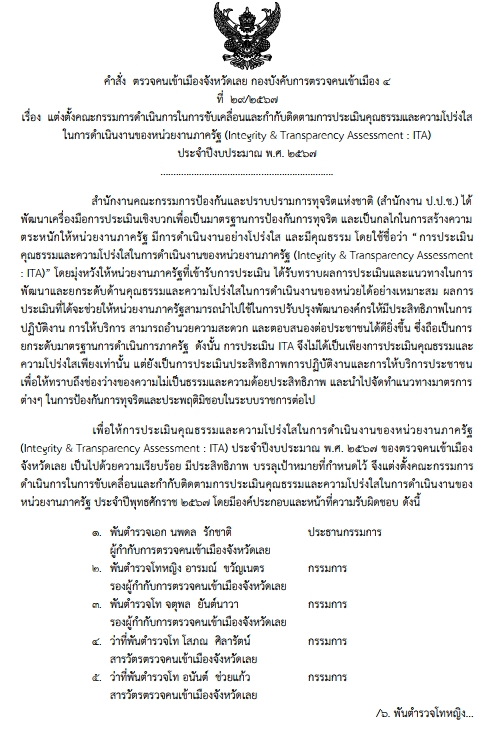 คำสั่ง ตรวจคนเข้าเมืองจังหวัดเลย กองบังคับการตรวจคนเข้าเมือง ๔
ที่ ๒๙/๒๕๖๗
เรื่อง แต่งตั้งคณะกรรมการดำเนินการในการขับเคลื่อนและกำกับติดตามการประเมินคุณธรรมและความโปร่งใส
ในการดำเนินงานของหน่วยงานภาครัฐ (Integrity & Transparency Assessment : ITA)
ประจำปีงบประมาณ พ.ศ. ๒๕๖๗
..................................................................
สำนักงานคณะกรรมการป้องกันและปราบปรามการทุจริตแห่งชาติ (สำนักงาน ป.ป.ช.) ได้
พัฒนาเครื่องมือการประเมินเชิงบวกเพื่อเป็นมาตรฐานการป้องกันการทุจริต และเป็นกลไกในการสร้างความ
ตระหนักให้หน่วยงานภาครัฐ มีการดำเนินงานอย่างโปร่งใส และมีคุณธรรม โดยใช้ชื่อว่า “ การประเมิน
คุณธรรมและความโปร่งใสในการดำเนินงานของหน่วยงานภาครัฐ (Integrity & Transparency Assessment
: ITA)” โดยมุ่งหวังให้หน่วยงานภาครัฐที่เข้ารับการประเมิน ได้รับทราบผลการประเมินและแนวทางในการ
พัฒนาและยกระดับด้านคุณธรรมและความโปร่งใสในการดำเนินงานของหน่วยได้อย่างเหมาะสม ผลการ
ประเมินที่ได้จะช่วยให้หน่วยงานภาครัฐสามารถนำไปใช้ในการปรับปรุงพัฒนาองค์กรให้มีประสิทธิภาพในการ
ปฏิบัติงาน การให้บริการ สามารถอำนวยความสะดวก และตอบสนองต่อประชาชนได้ดียิ่งขึ้น ซึ่งถือเป็นการ
ยกระดับมาตรฐานการดำเนินการภาครัฐ ดังนั้น การประเมิน ITA จึงไม่ได้เป็นเพียงการประเมินคุณธรรมและ
ความโปร่งใสเพียงเท่านั้น แต่ยังเป็นการประเมินประสิทธิภาพการปฏิบัติงานและการให้บริการประชาชน
เพื่อให้ทราบถึงช่องว่างของความไม่เป็นธรรมและความด้อยประสิทธิภาพ และนำไปจัดทำแนวทางมาตรการ
ต่างๆ ในการป้องกันการทุจริตและประพฤติมิชอบในระบบราชการต่อไป
เพื่อให้การประเมินคุณธรรมและความโปร่งใสในการดำเนินงานของหน่วยงานภาครัฐ
(Integrity & Transparency Assessment : ITA) ประจำปีงบประมาณ พ.ศ. ๒๕๖๗ ของตรวจคนเข้าเมือง
จังหวัดเลย เป็นไปด้วยความเรียบร้อย มีประสิทธิภาพ บรรลุเป้าหมายที่กำหนดไว้ จึงแต่งตั้งคณะกรรมการ
ดำเนินการในการขับเคลื่อนและกำกับติดตามการประเมินคุณธรรมและความโปร่งใสในการดำเนินงานของ
หน่วยงานภาครัฐ ประจำปีพุทธศักราช ๒๕๖๗ โดยมีองค์ประกอบและหน้าที่ความรับผิดชอบ ดังนี้
๑. พันตำรวจเอก นพดล รักชาติ ประธานกรรมการ
ผู้กำกับการตรวจคนเข้าเมืองจังหวัดเลย
๒. พันตำรวจโทหญิง อารมณ์ ขวัญเนตร กรรมการ
รองผู้กำกับการตรวจคนเข้าเมืองจังหวัดเลย
๓. พันตำรวจโท จตุพล ยันต์นาวา กรรมการ
รองผู้กำกับการตรวจคนเข้าเมืองจังหวัดเลย
๔. ว่าที่พันตำรวจโท โสภณ ศิลารัตน์ กรรมการ
สารวัตรตรวจคนเข้าเมืองจังหวัดเลย
๕. ว่าที่พันตำรวจโท อนันต์ ช่วยแก้ว กรรมการ
สารวัตรตรวจคนเข้าเมืองจังหวัดเลย
/๖. พันตำรวจโทหญิง...